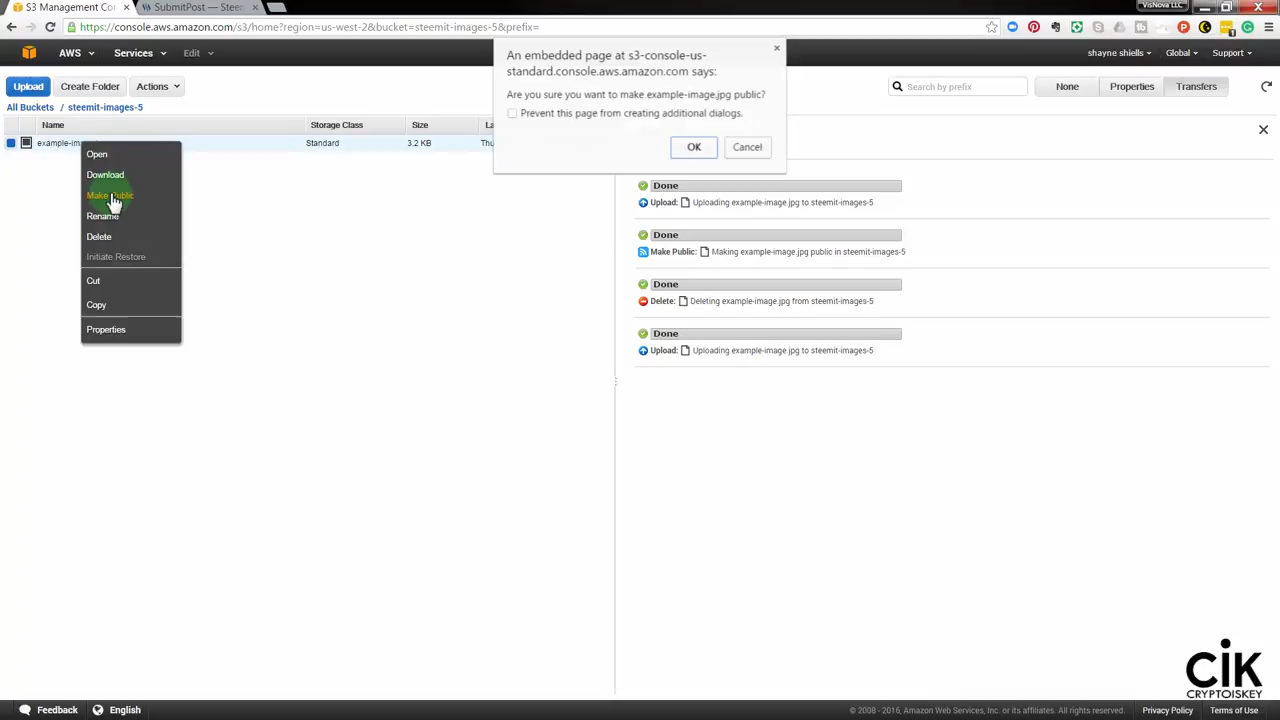 S3 Management Co
SubmitPost — Steem
VisNova LLC
https://console.aws.amazon.com/s3/home?region=us-west-2&bucket=steemit-images-5&prefix=
AWS
Services
Edit
shayne shiells
Global
Support
An embedded page at s3-console-us-
standard.console.aws.amazon.com says:
Are you sure you want to make example-image.jpg public?
Prevent this page from creating additional dialogs.
OK
Cancel
Upload
Create Folder
Actions
Search by prefix
None
Properties
Transfers
All Buckets / steemit-images-5
Name
Storage Class
Size
La
example-im
Standard
3.2 KB
Thu
Open
Download
Make Public
Rename
Delete
Initiate Restore
Cut
Copy
Properties
Done
Upload: Uploading example-image.jpg to steemit-images-5
Done
Make Public: Making example-image.jpg public in steemit-images-5
Done
Delete: Deleting example-image.jpg from steemit-images-5
Done
Upload: Uploading example-image.jpg to steemit-images-5
CiK
CRYPTOISKEY
Feedback
English
© 2008 - 2016, Amazon Web Services, Inc. or its affiliates. All rights reserved.
Privacy Policy
Terms of Use